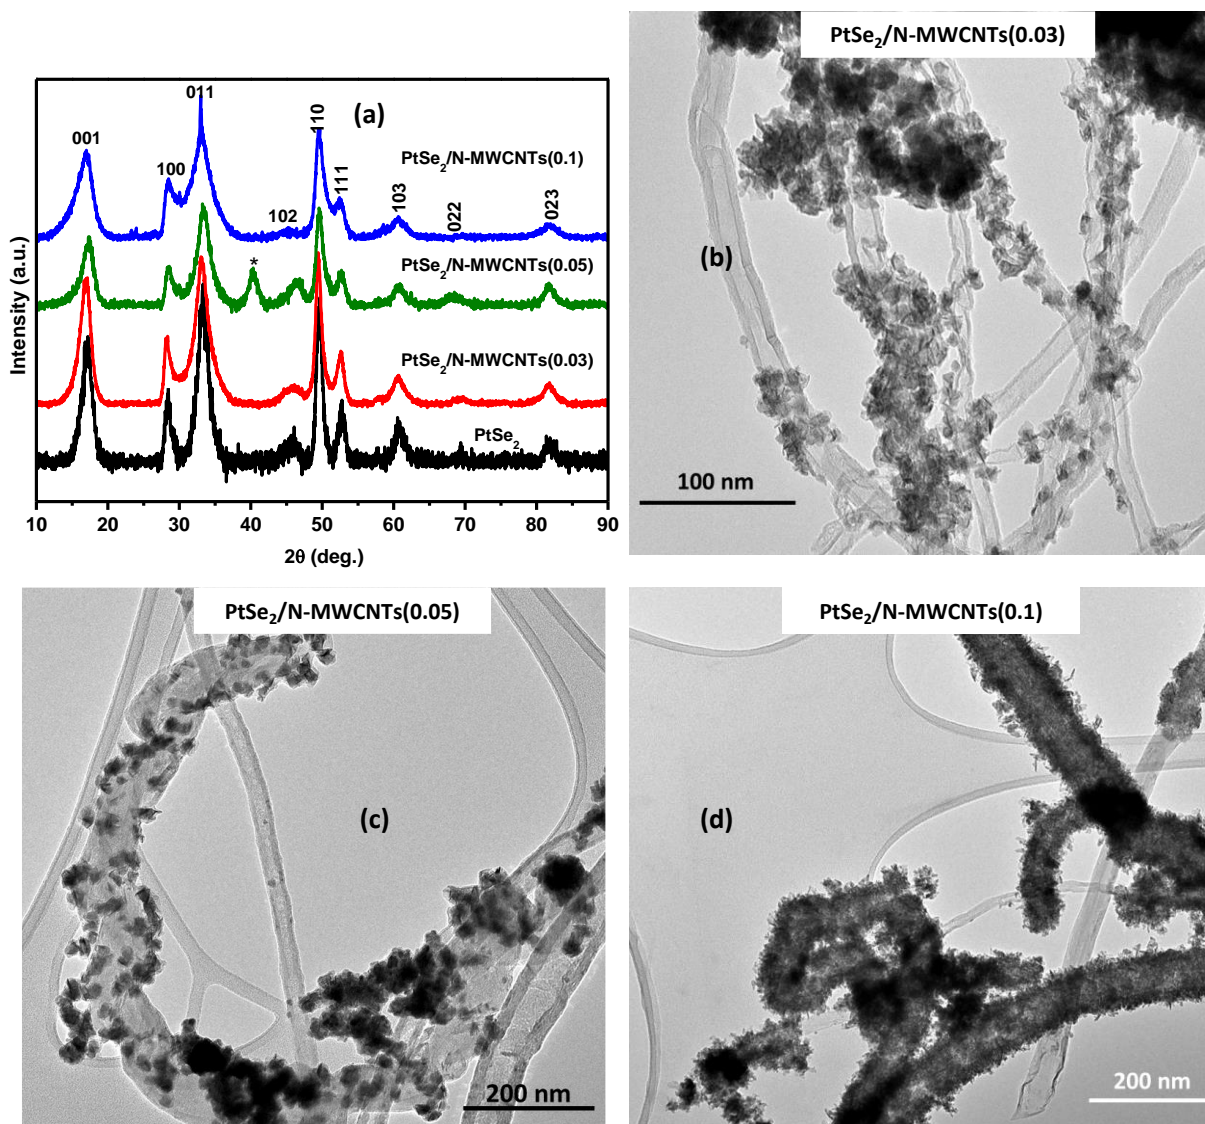 (a)
001
100
011
102
110
111
103
022
023
PtSe₂/N-MWCNTs(0.1)
*
PtSe₂/N-MWCNTs(0.05)
PtSe₂/N-MWCNTs(0.03)
PtSe₂
Intensity (a.u.)
10 20 30 40 50 60 70 80 90
2θ (deg.)
PtSe₂/N-MWCNTs(0.03)
(b)
100 nm
PtSe₂/N-MWCNTs(0.05)
(c)
200 nm
PtSe₂/N-MWCNTs(0.1)
(d)
200 nm